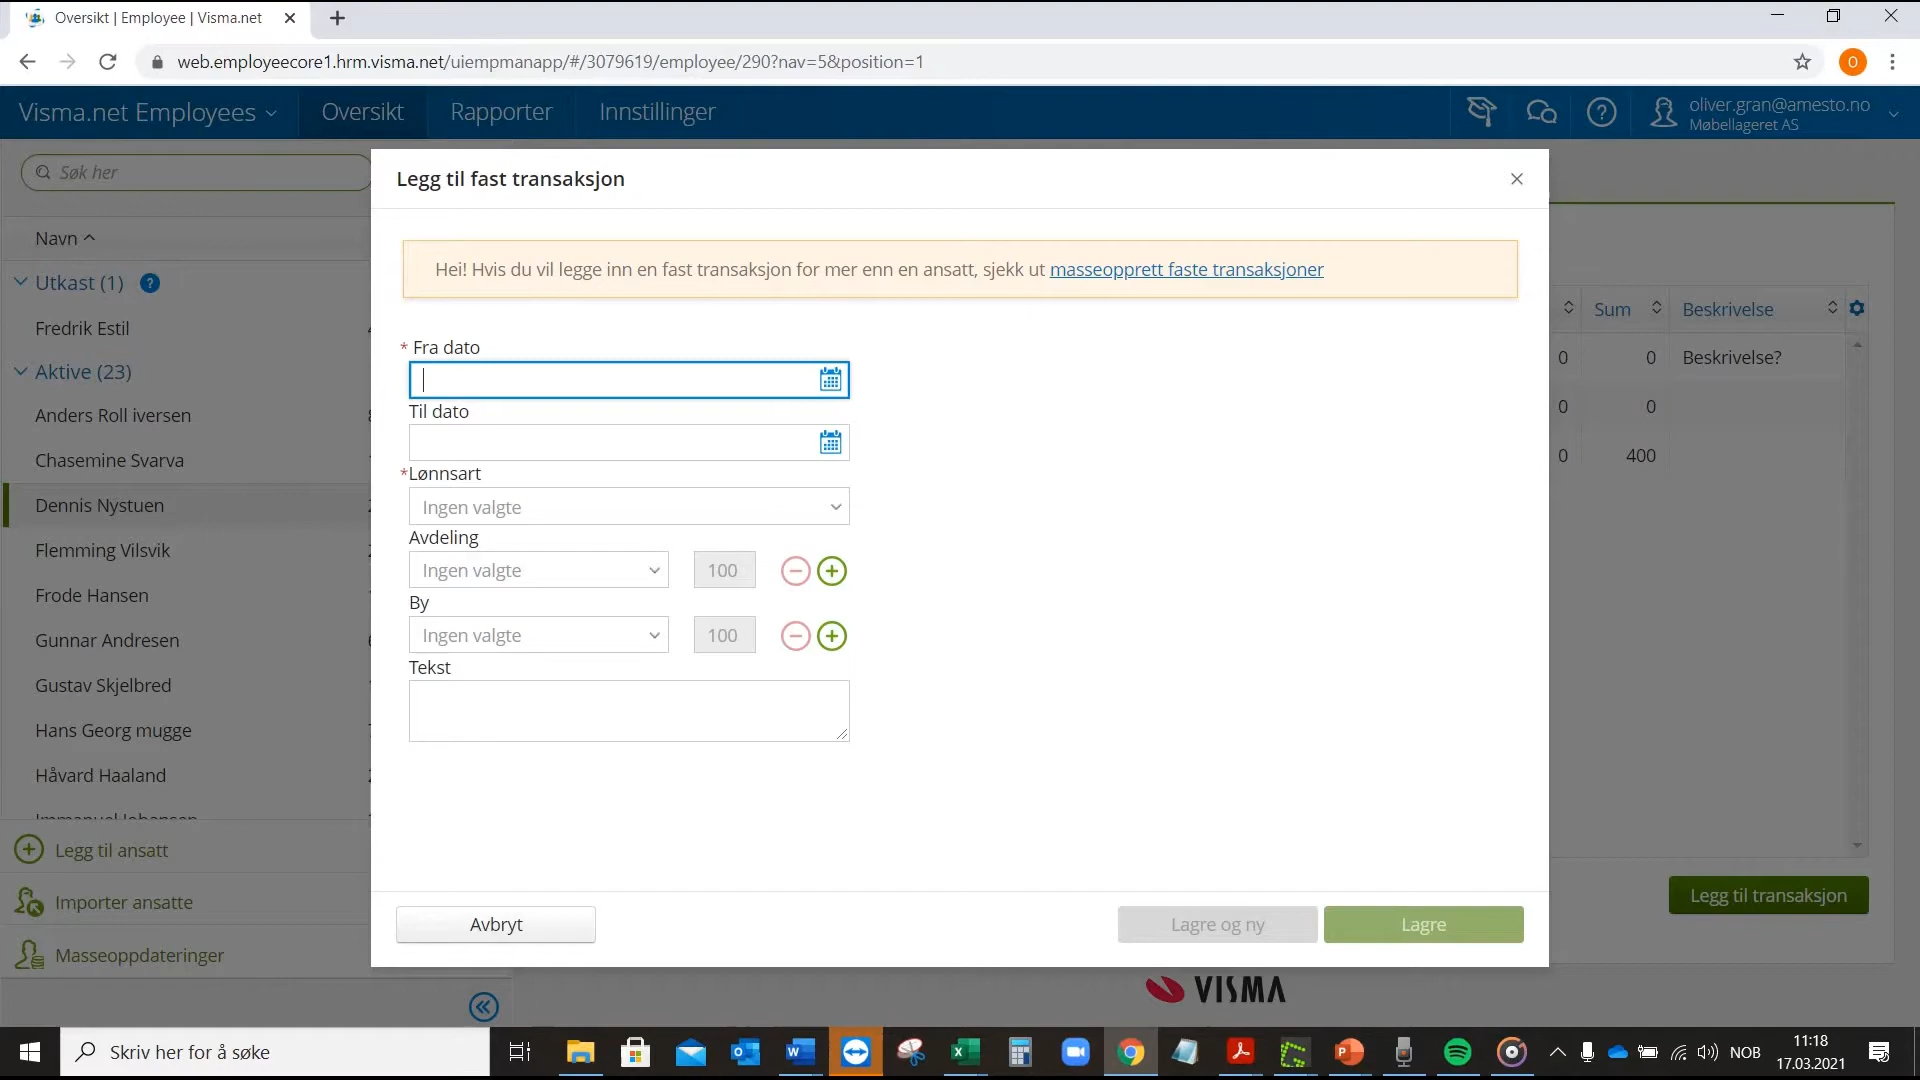 Oversikt | Employee | Visma.net
web.employeecore1.hrm.visma.net/uiempmanapp/#/3079619/employee/290?nav=5&position=1
O
Visma.net Employees
Oversikt
Rapporter
Innstillinger
oliver.gran@amesto.no
Møbellageret AS
Søk her
Navn
Utkast (1)
Fredrik Estil
Aktive (23)
Anders Roll iversen
Chasemine Svarva
Dennis Nystuen
Flemming Vilsvik
Frode Hansen
Gunnar Andresen
Gustav Skjelbred
Hans Georg mugge
Håvard Haaland
Legg til ansatt
Importer ansatte
Masseoppdateringer
Legg til fast transaksjon
Hei! Hvis du vil legge inn en fast transaksjon for mer enn en ansatt, sjekk ut masseopprett faste transaksjoner
* Fra dato
Til dato
*Lønnsart
Ingen valgte
Avdeling
Ingen valgte 100
By
Ingen valgte 100
Tekst
Avbryt
Lagre og ny
Lagre
Sum Beskrivelse
0 0 Beskrivelse?
0 0
0 400
Legg til transaksjon
VISMA
Skriv her for å søke
NOB
11:18
17.03.2021